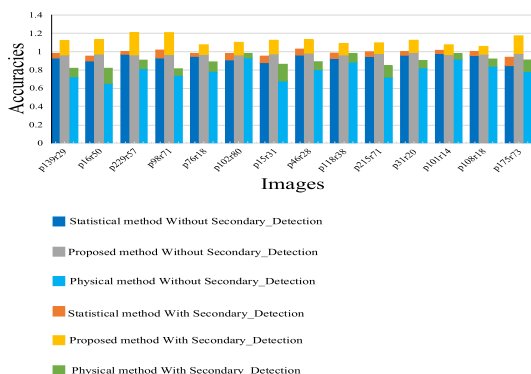 1.4
1.2
1
0.8
0.6
0.4
0.2
0
Accuracies
p139r29 p16r50 p229r57 p98r71 p76r18 p102r80 p15r31 p46r28 p118r38 p215r71 p31r20 p101r14 p108r18 p175r73
Images
Statistical method Without Secondary_Detection
Proposed method Without Secondary_Detection
Physical method Without Secondary_Detection
Statistical method With Secondary_Detection
Proposed method With Secondary_Detection
Physical method With Secondary_Detection